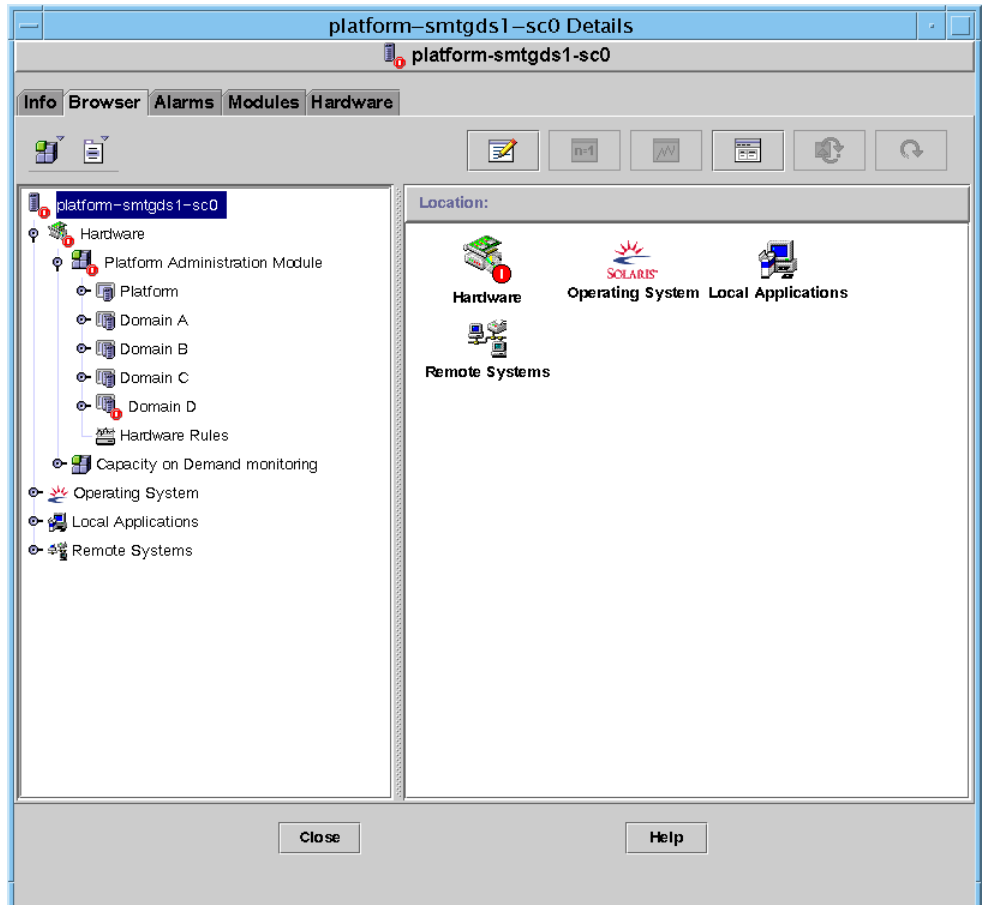 platform-smtgds1-sc0 Details
platform-smtgds1-sc0
Info Browser Alarms Modules Hardware
n=1
platform-smtgds1-sc0
Hardware
Platform Administration Module
Platform
Domain A
Domain B
Domain C
Domain D
Hardware Rules
Capacity on Demand monitoring
Operating System
Local Applications
Remote Systems
Location:
SOLARIS
Hardware
Operating System
Local Applications
Remote Systems
Close
Help